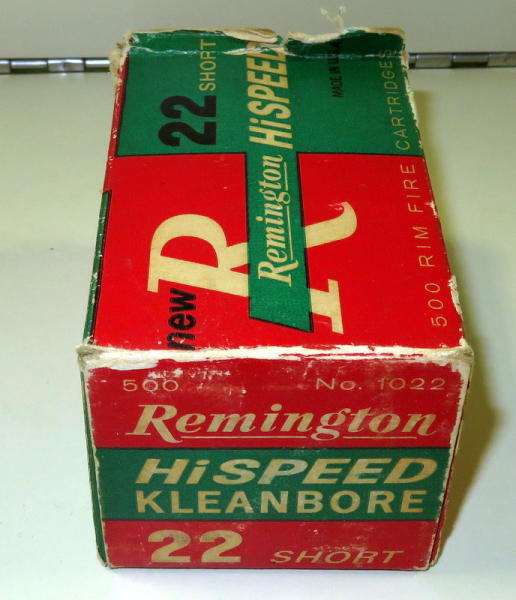 22 SHORT
HiSPEED
MADE IN U.S.A.
new R
Remington
500 RIM FIRE CARTRIDGES
500 No. 1022
Remington
HiSPEED
KLEANBORE
22 SHORT